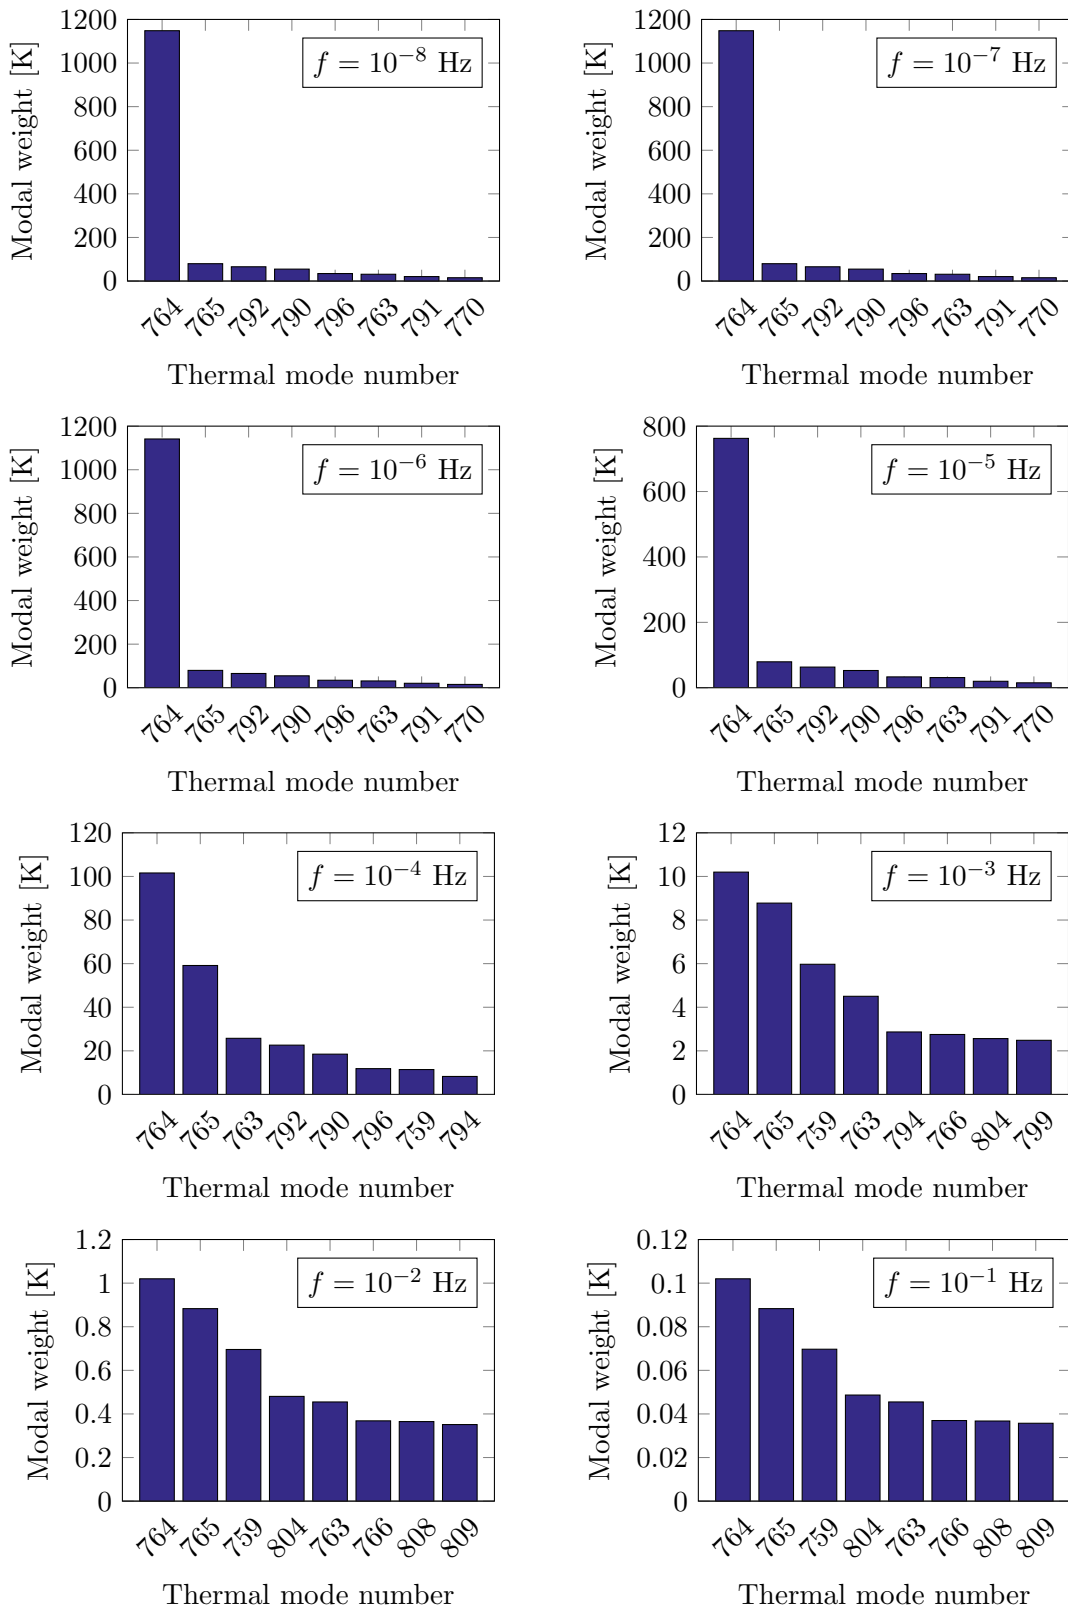 1200
1000
800
600
400
200
0
Modal weight [K]
f = 10⁻⁸ Hz
764 765 792 790 796 763 791 770
Thermal mode number
1200
1000
800
600
400
200
0
Modal weight [K]
f = 10⁻⁷ Hz
764 765 792 790 796 763 791 770
Thermal mode number
1200
1000
800
600
400
200
0
Modal weight [K]
f = 10⁻⁶ Hz
764 765 792 790 796 763 791 770
Thermal mode number
800
600
400
200
0
Modal weight [K]
f = 10⁻⁵ Hz
764 765 792 790 796 763 791 770
Thermal mode number
120
100
80
60
40
20
0
Modal weight [K]
f = 10⁻⁴ Hz
764 765 763 792 790 796 759 794
Thermal mode number
12
10
8
6
4
2
0
Modal weight [K]
f = 10⁻³ Hz
764 765 759 763 794 766 804 799
Thermal mode number
1.2
1
0.8
0.6
0.4
0.2
0
Modal weight [K]
f = 10⁻² Hz
764 765 759 804 763 766 808 809
Thermal mode number
0.12
0.1
0.08
0.06
0.04
0.02
0
Modal weight [K]
f = 10⁻¹ Hz
764 765 759 804 763 766 808 809
Thermal mode number